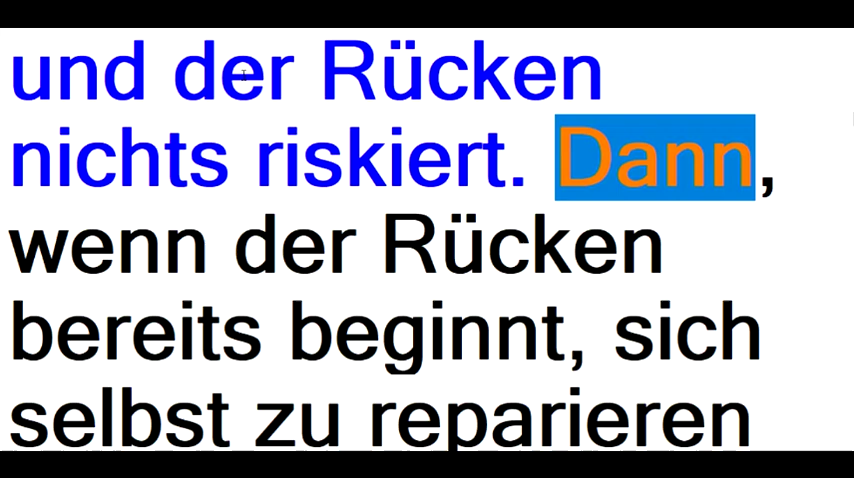 und der Rücken
nichts riskiert. Dann,
wenn der Rücken
bereits beginnt, sich
selbst zu reparieren